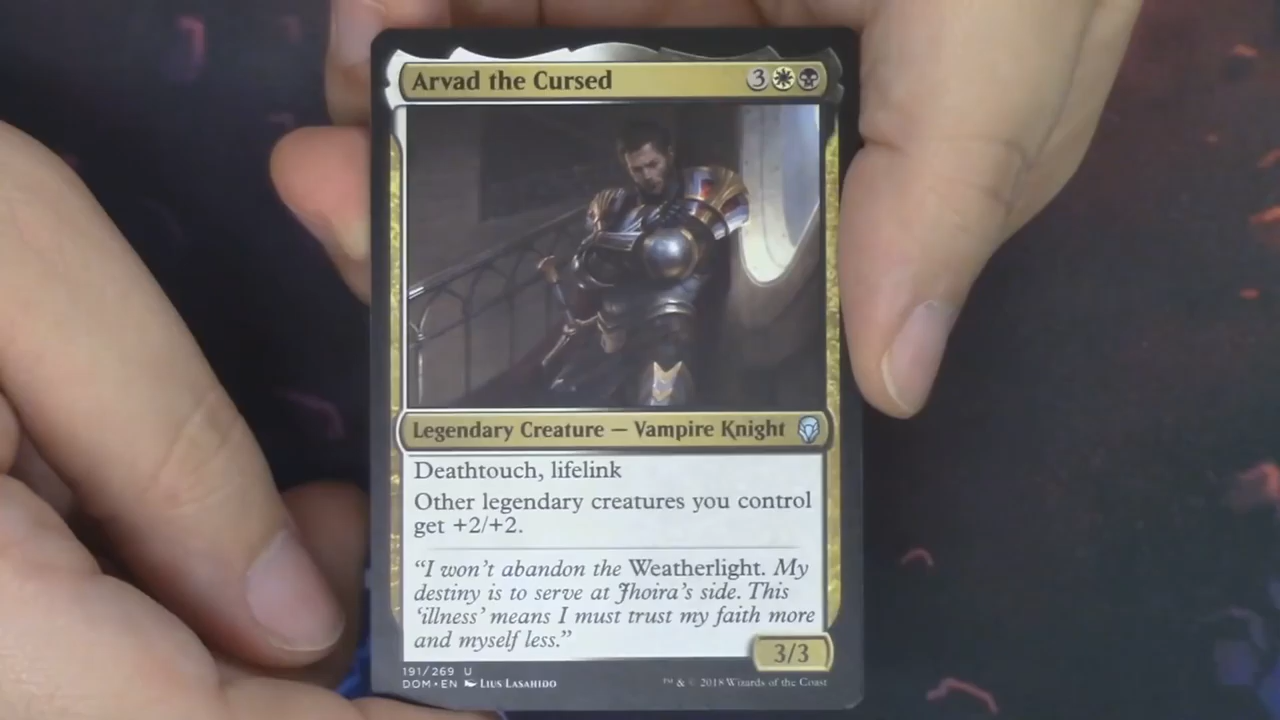 Arvad the Cursed 3
Legendary Creature — Vampire Knight
Deathtouch, lifelink
Other legendary creatures you control
get +2/+2.
“I won’t abandon the Weatherlight. My
destiny is to serve at Jhoira’s side. This
‘illness’ means I must trust my faith more
and myself less.”
3/3
191/269 U
DOM • EN Lius Lasahido
™ & © 2018 Wizards of the Coast